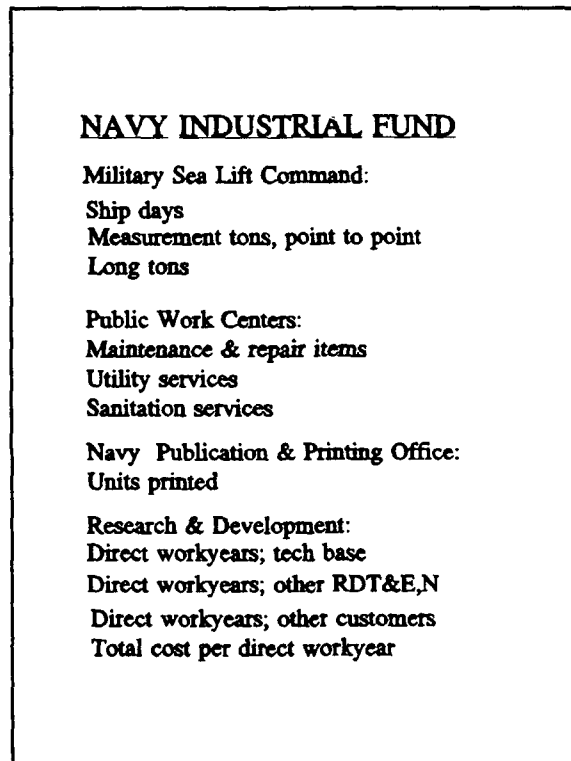 NAVY INDUSTRIAL FUND
Military Sea Lift Command:
Ship days
Measurement tons, point to point
Long tons
Public Work Centers:
Maintenance & repair items
Utility services
Sanitation services
Navy Publication & Printing Office:
Units printed
Research & Development:
Direct workyears; tech base
Direct workyears; other RDT&E,N
Direct workyears; other customers
Total cost per direct workyear